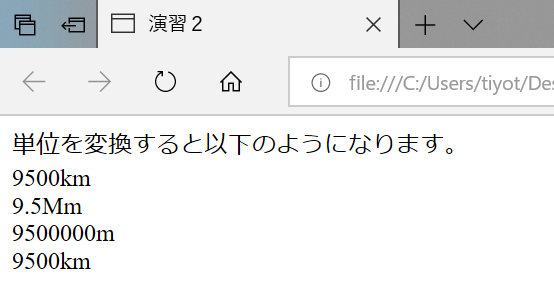 演習２
file:///C:/Users/tiyot/Des
単位を変換すると以下のようになります。
9500km
9.5Mm
9500000m
9500km